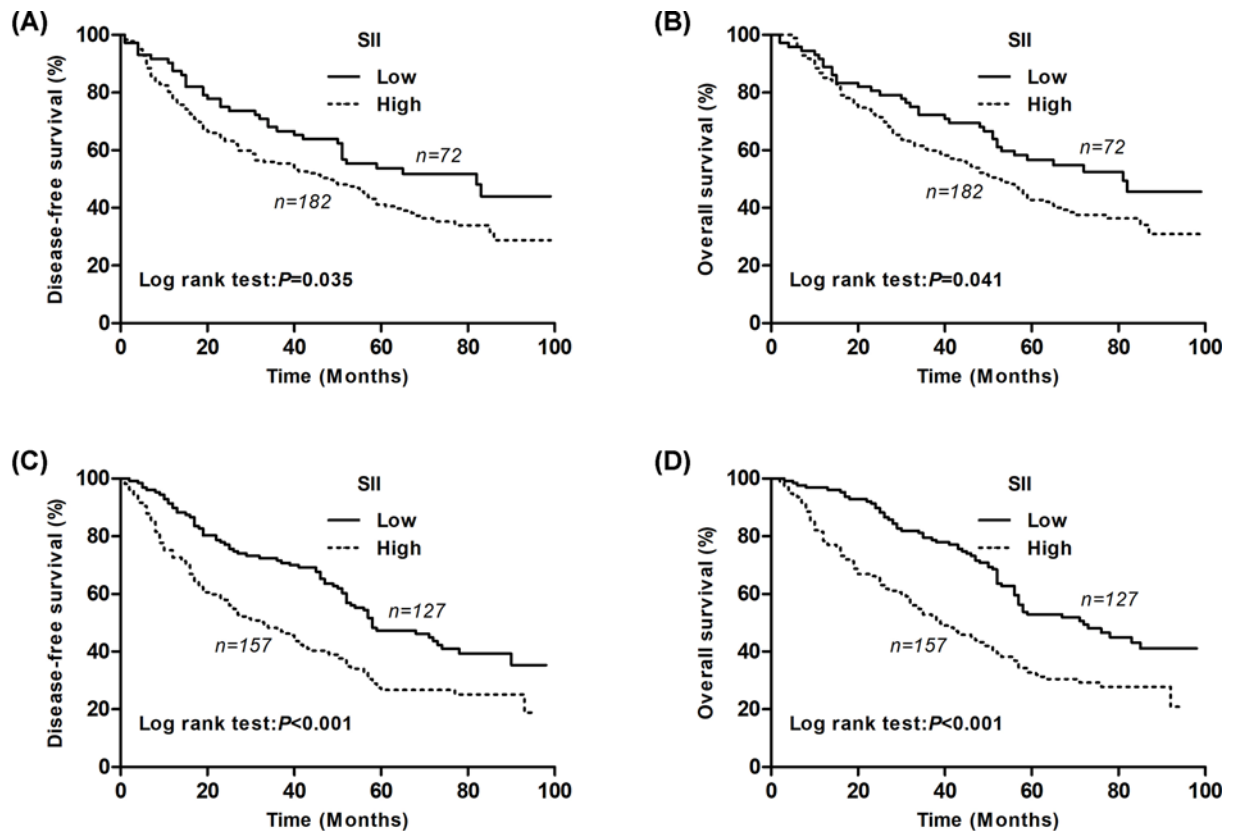 (A)
SII
Low
High
n=72
n=182
Log rank test:P=0.035
Disease-free survival (%)
100
80
60
40
20
0
0 20 40 60 80 100
Time (Months)
(B)
SII
Low
High
n=72
n=182
Log rank test:P=0.041
Overall survival (%)
100
80
60
40
20
0
0 20 40 60 80 100
Time (Months)
(C)
SII
Low
High
n=127
n=157
Log rank test:P<0.001
Disease-free survival (%)
100
80
60
40
20
0
0 20 40 60 80 100
Time (Months)
(D)
SII
Low
High
n=127
n=157
Log rank test:P<0.001
Overall survival (%)
100
80
60
40
20
0
0 20 40 60 80 100
Time (Months)